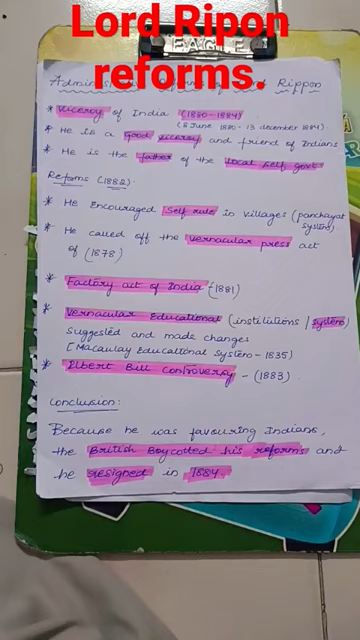 Lord Ripon
reforms.
EAGLE
Rippon
* Viceroy of India (1880-1884)
(8 June 1880 - 13 december 1884)
* He is a Good viceroy and friend of Indians
* He is the father of the local self govt
Reforms (1882)
* He Encouraged Self rule in villages (panchayat
system)
* He called off the vernacular press act
of (1878)
* Factory act of India (1881)
* Vernacular Educational (institutions / system)
suggested and made changes
[Macaulay Educational System - 1835)
* Ilbert Bill Controversy - (1883)
Conclusion:
Because he was favouring Indians,
the British Boycotted his reforms and
he resigned in 1884.